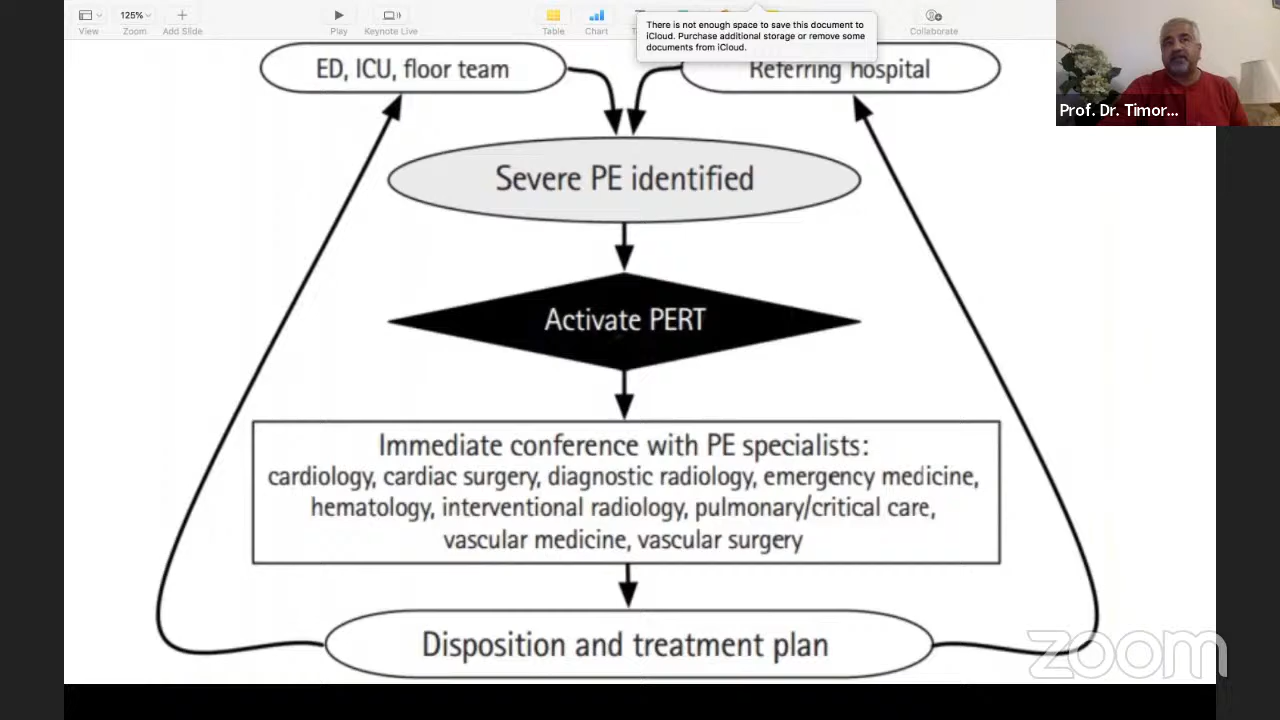 125%
View
Zoom
Add Slide
Play
Keynote Live
Table
Chart
There is not enough space to save this document to
iCloud. Purchase additional storage or remove some
documents from iCloud.
Collaborate
Prof. Dr. Timor...
ED, ICU, floor team
Referring hospital
Severe PE identified
Activate PERT
Immediate conference with PE specialists:
cardiology, cardiac surgery, diagnostic radiology, emergency medicine,
hematology, interventional radiology, pulmonary/critical care,
vascular medicine, vascular surgery
Disposition and treatment plan
zoom